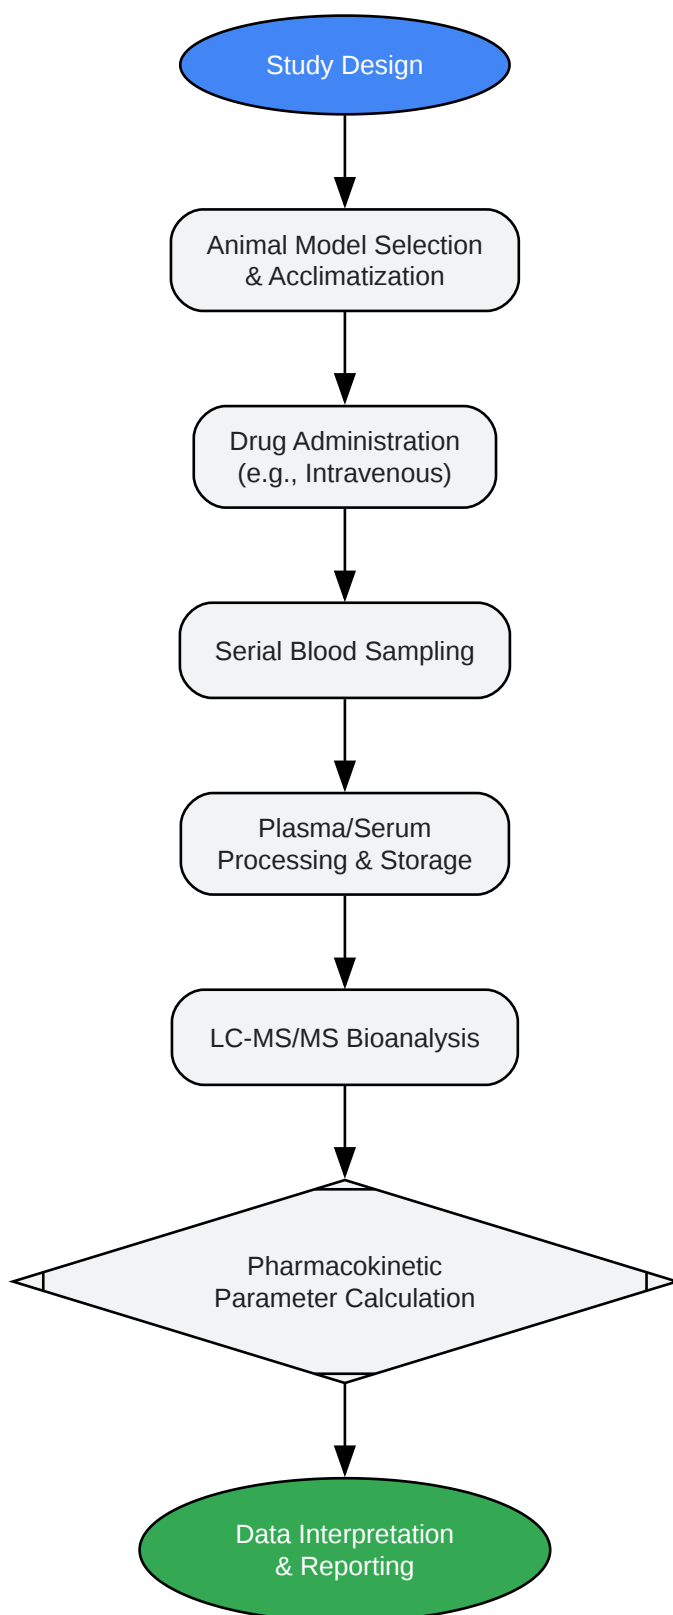 Study Design
Animal Model Selection
& Acclimatization
Drug Administration
(e.g., Intravenous)
Serial Blood Sampling
Plasma/Serum
Processing & Storage
LC-MS/MS Bioanalysis
Pharmacokinetic
Parameter Calculation
Data Interpretation
& Reporting